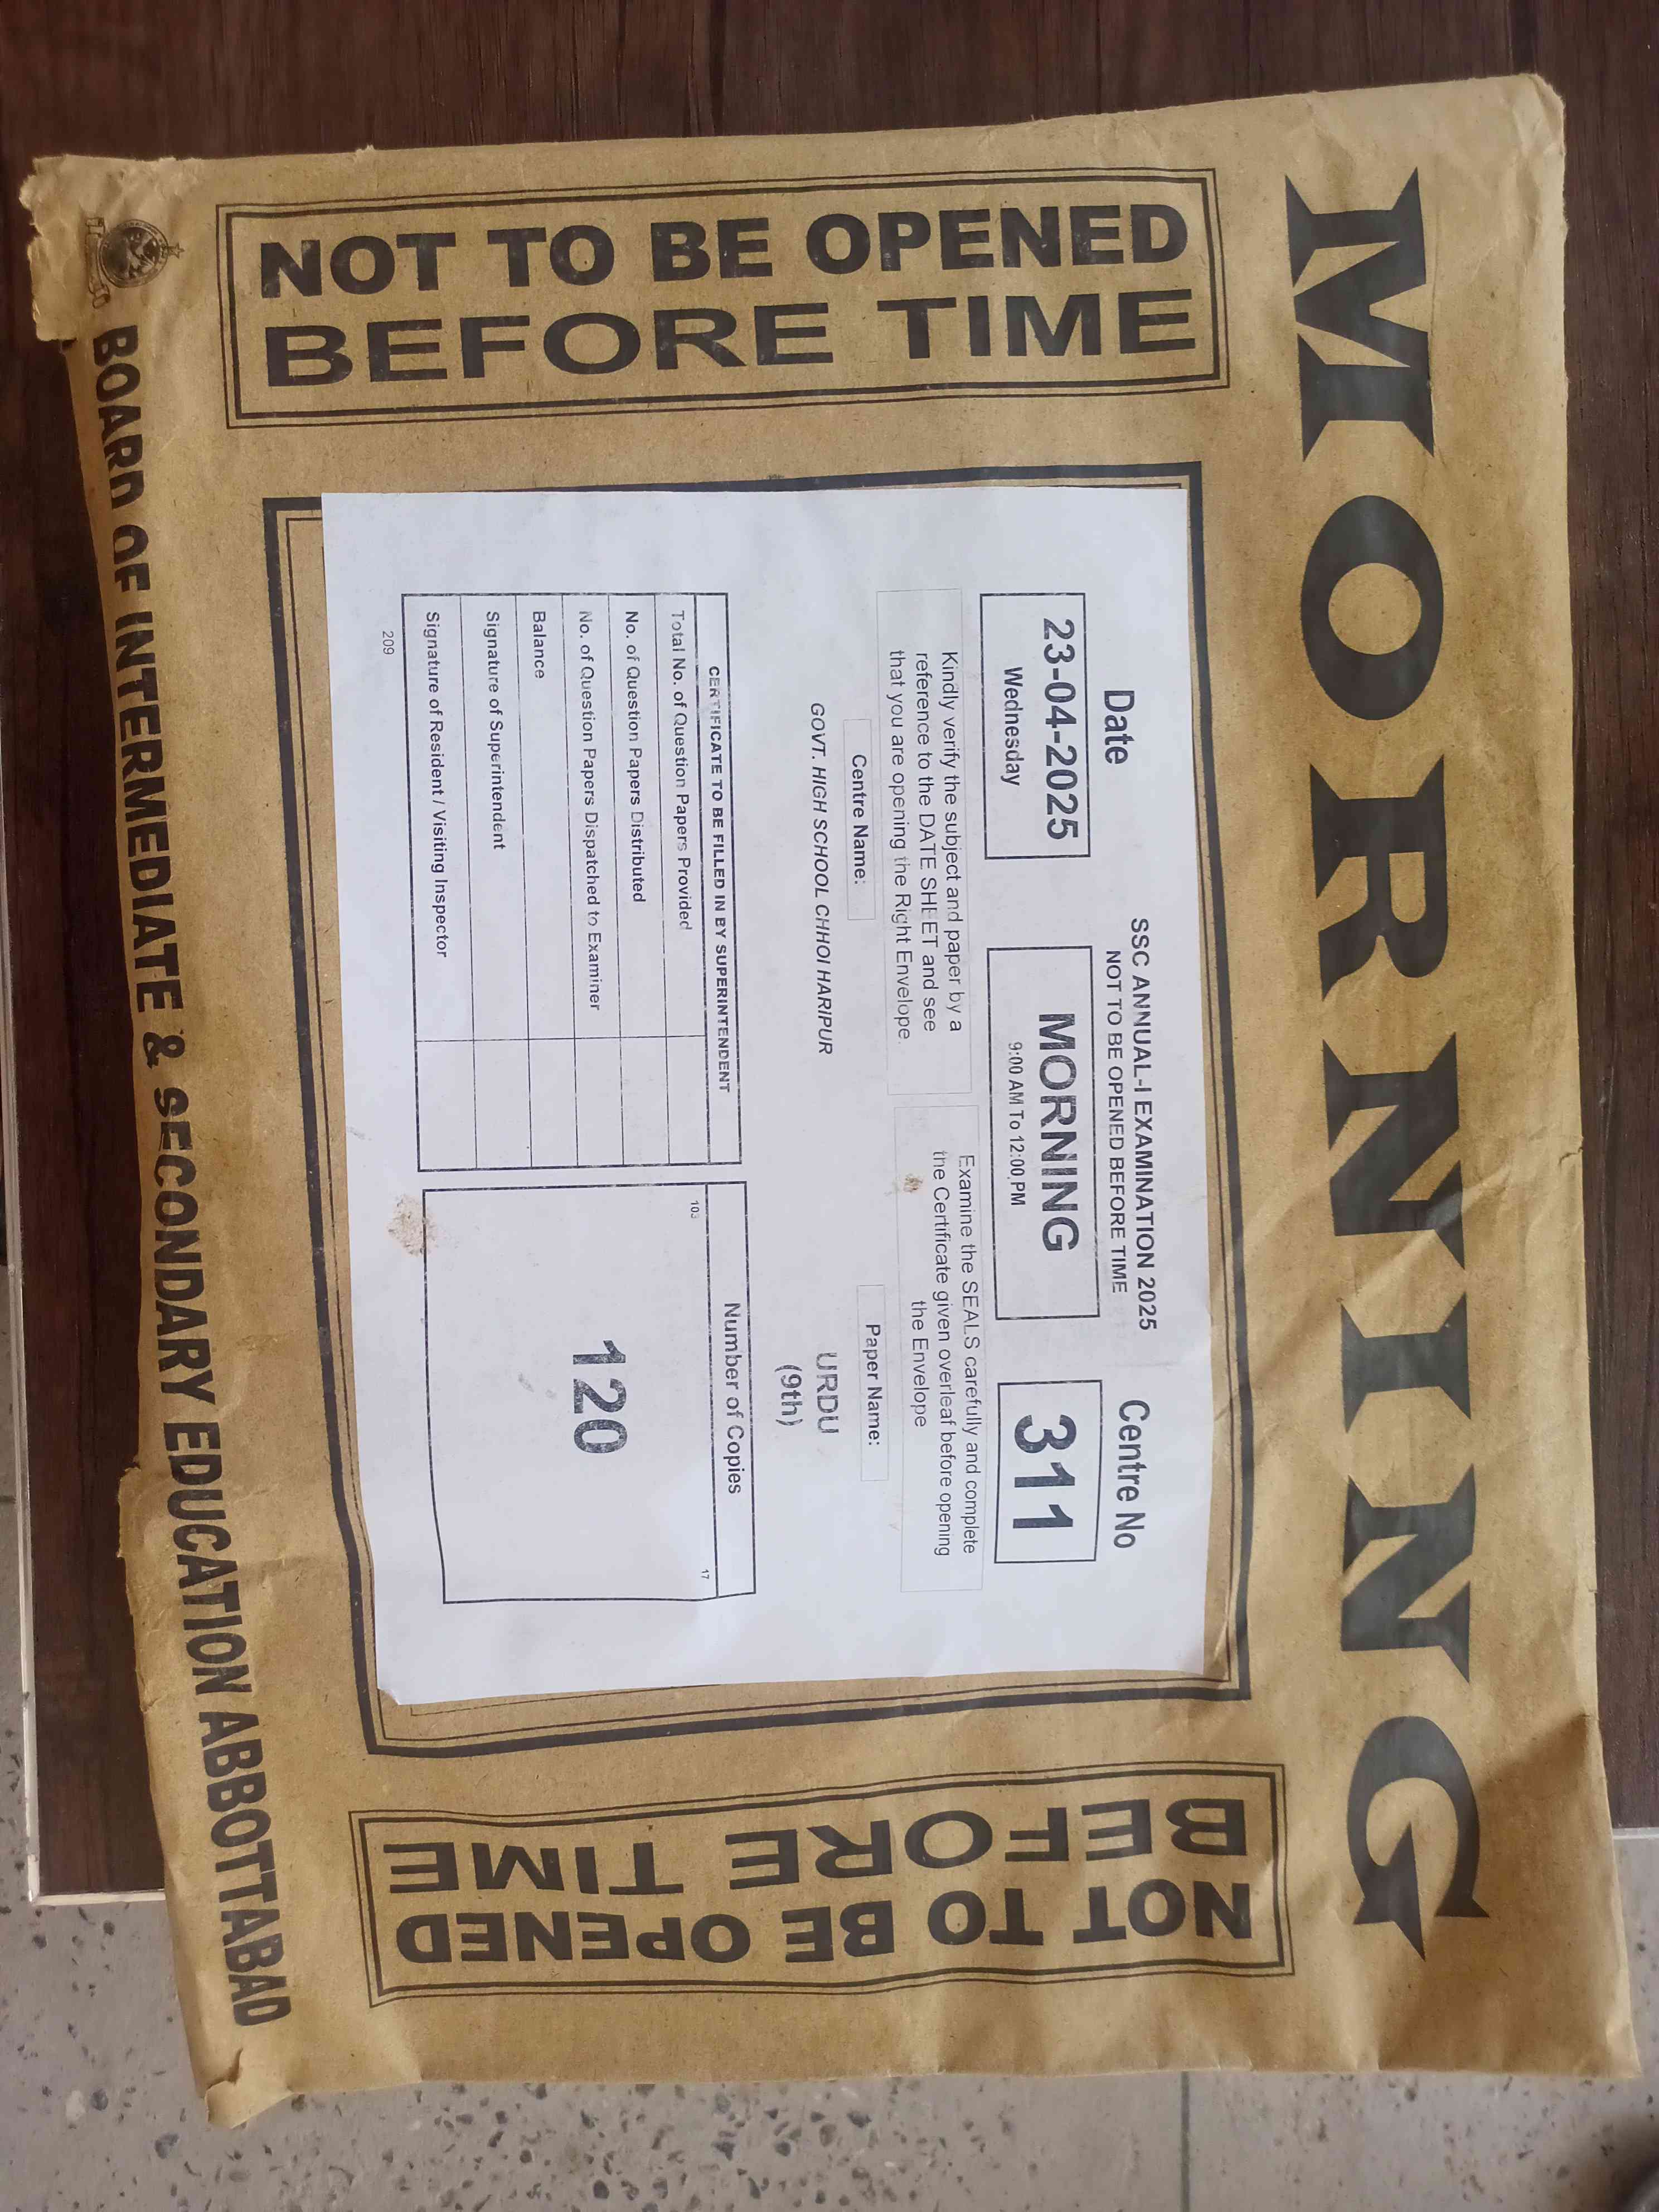 MORNING
NOT TO BE OPENED
BEFORE TIME
SSC ANNUAL-I EXAMINATION 2025
NOT TO BE OPENED BEFORE TIME
Date
Centre No
23-04-2025
Wednesday
MORNING
9:00 AM To 12:00 PM
311
Kindly verify the subject and paper by a
reference to the DATE SHEET and see
that you are opening the Right Envelope.
Examine the SEALS carefully and complete
the Certificate given overleaf before opening
the Envelope
Centre Name:
Paper Name:
GOVT. HIGH SCHOOL CHHOI HARIPUR
URDU
(9th)
CERTIFICATE TO BE FILLED IN BY SUPERINTENDENT
Total No. of Question Papers Provided
No. of Question Papers Distributed
No. of Question Papers Dispatched to Examiner
Balance
Signature of Superintendent
Signature of Resident / Visiting Inspector
209
Number of Copies
17
120
NOT TO BE OPENED
BEFORE TIME
BOARD OF INTERMEDIATE & SECONDARY EDUCATION ABBOTTABAD